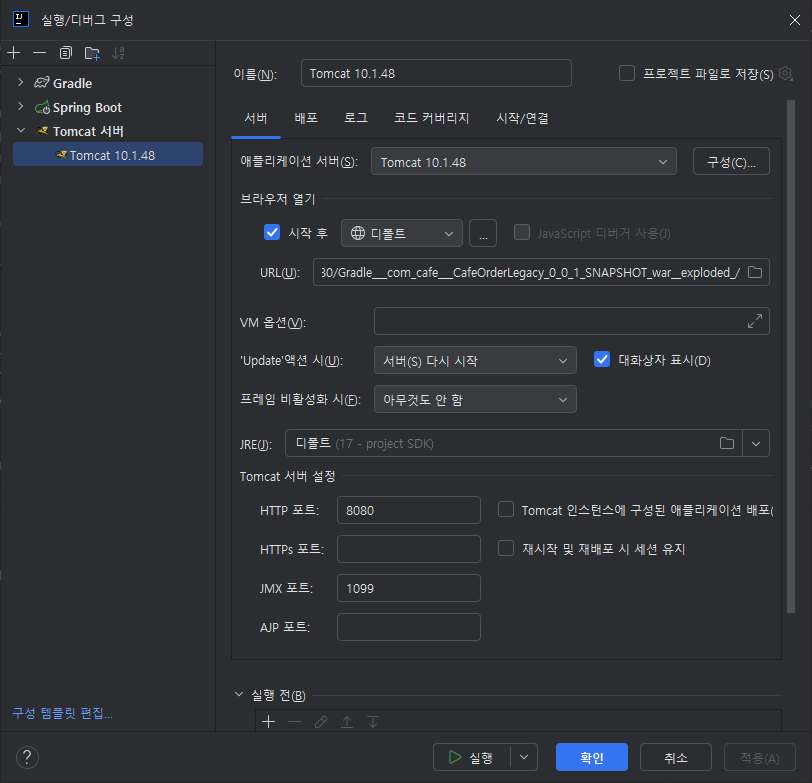 실행/디버그 구성
이름(N): Tomcat 10.1.48 프로젝트 파일로 저장(S)
Gradle
Spring Boot
Tomcat 서버
Tomcat 10.1.48
서버 배포 로그 코드 커버리지 시작/연결
애플리케이션 서버(S): Tomcat 10.1.48 구성(C)...
브라우저 열기
시작 후 디폴트 ... JavaScript 디버거 사용(J)
URL(U): 30/Gradle___com_cafe___CafeOrderLegacy_0_0_1_SNAPSHOT_war__exploded_/
VM 옵션(V):
'Update'액션 시(U): 서버(S) 다시 시작 대화상자 표시(D)
프레임 비활성화 시(F): 아무것도 안 함
JRE(J): 디폴트 (17 - project SDK)
Tomcat 서버 설정
HTTP 포트: 8080 Tomcat 인스턴스에 구성된 애플리케이션 배포(
HTTPs 포트: 재시작 및 재배포 시 세션 유지
JMX 포트: 1099
AJP 포트:
실행 전(B)
구성 템플릿 편집...
? 실행 확인 취소 적용(A)